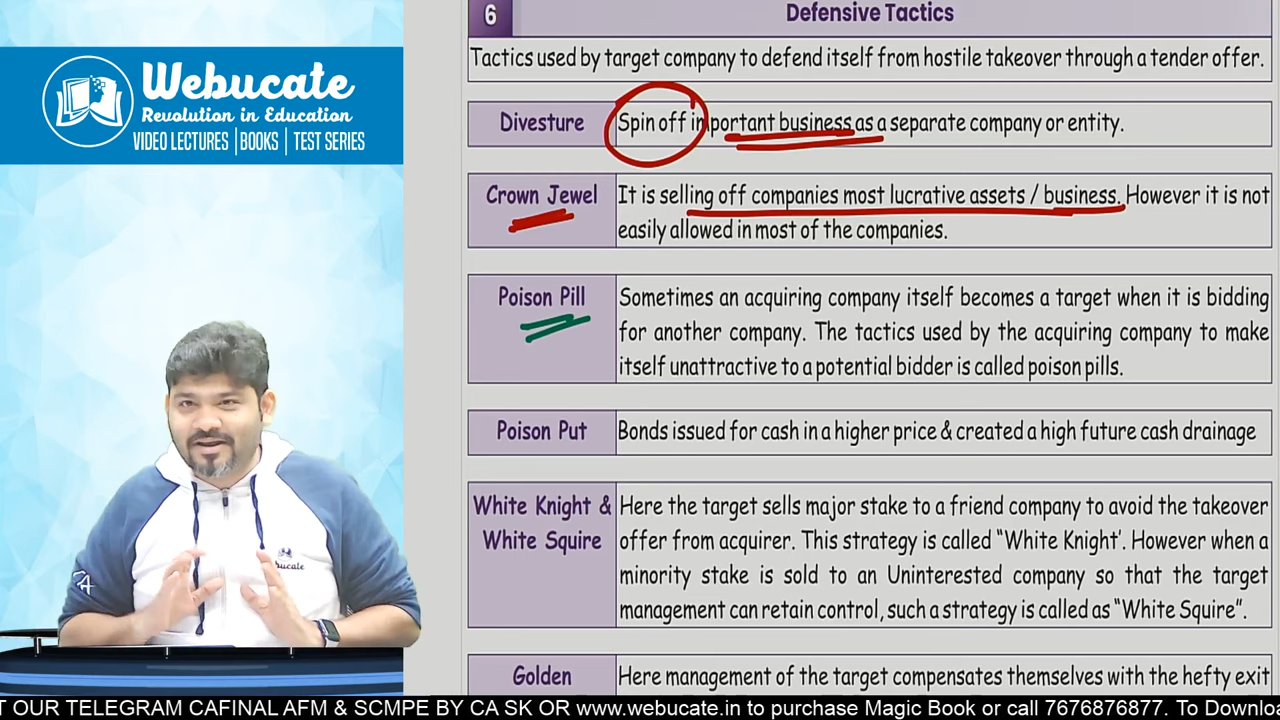 Webucate
Revolution in Education
VIDEO LECTURES | BOOKS | TEST SERIES
6
Defensive Tactics
Tactics used by target company to defend itself from hostile takeover through a tender offer.
Divesture
Spin off important business as a separate company or entity.
Crown Jewel
It is selling off companies most lucrative assets / business. However it is not
easily allowed in most of the companies.
Poison Pill
Sometimes an acquiring company itself becomes a target when it is bidding
for another company. The tactics used by the acquiring company to make
itself unattractive to a potential bidder is called poison pills.
Poison Put
Bonds issued for cash in a higher price & created a high future cash drainage
White Knight &
White Squire
Here the target sells major stake to a friend company to avoid the takeover
offer from acquirer. This strategy is called “White Knight’. However when a
minority stake is sold to an Uninterested company so that the target
management can retain control, such a strategy is called as “White Squire”.
Golden
Here management of the target compensates themselves with the hefty exit
CA
T OUR TELEGRAM CAFINAL AFM & SCMPE BY CA SK OR www.webucate.in to purchase Magic Book or call 7676876877. To Downloa